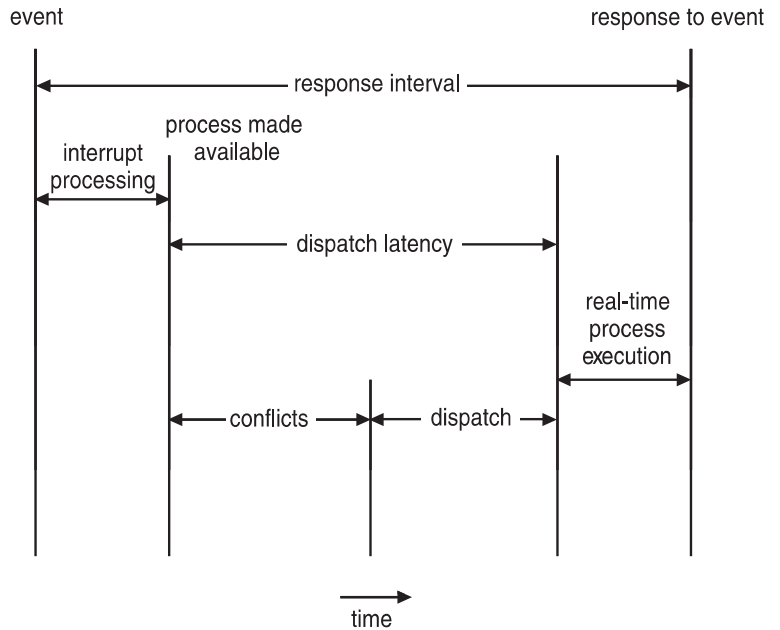 event
response to event
response interval
process made
available
interrupt
processing
dispatch latency
real-time
process
execution
conflicts
dispatch
time